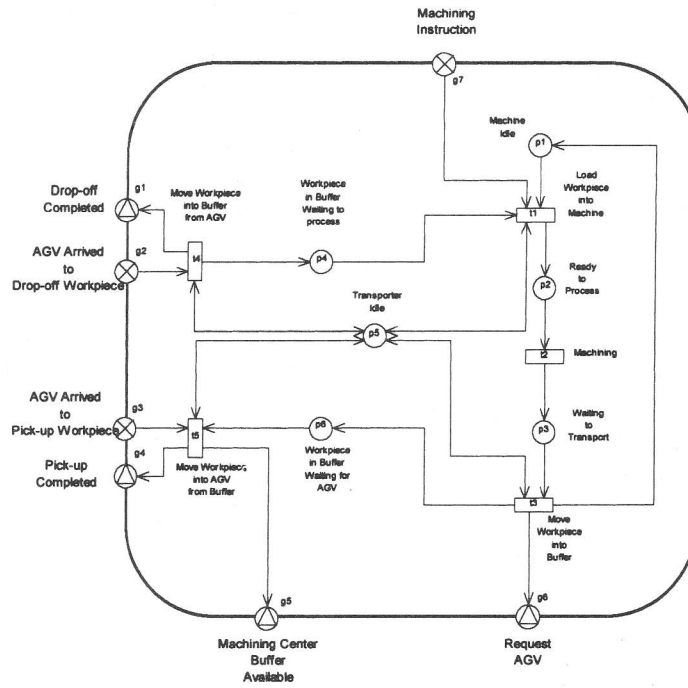 Machining
Instruction
g7
Machine
Idle
p1
Load
Workpiece
into
Machine
t1
g1
Drop-off
Completed
Move Workpiece
into Buffer
from AGV
Workpiece
in Buffer
Waiting to
process
g2
AGV Arrived
to
Drop-off Workpiece
t4
p4
p2
Ready
to
Process
Transporter
Idle
p5
t2
Machining
AGV Arrived
to
Pick-up Workpiece
g3
t5
p6
p3
Waiting
to
Transport
g4
Pick-up
Completed
Move Workpiece
into AGV
from Buffer
Workpiece
in Buffer
Waiting for
AGV
t3
Move
Workpiece
into
Buffer
g5
g6
Machining Center
Buffer
Available
Request
AGV